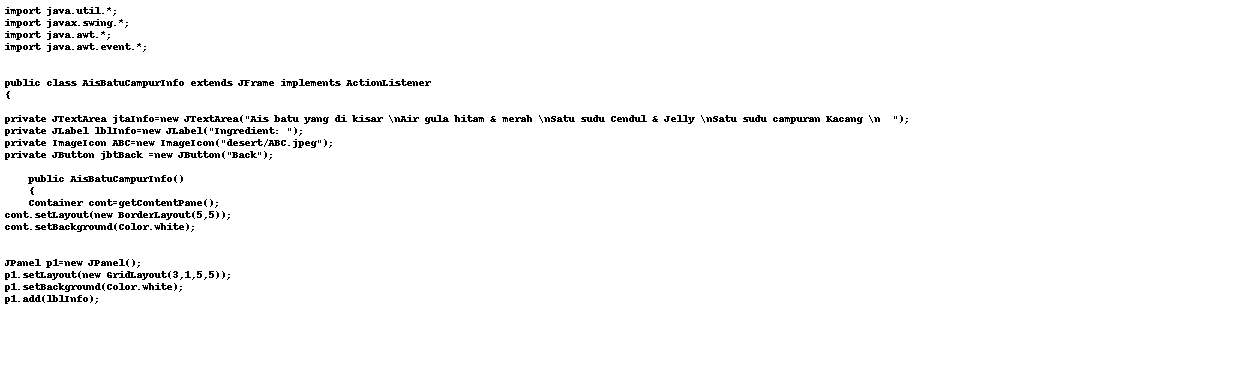 import java.util.*;
import javax.swing.*;
import java.awt.*;
import java.awt.event.*;
public class AisBatuCampurInfo extends JFrame implements ActionListener
{
private JTextArea jtaInfo=new JTextArea("Ais batu yang di kisar \nAir gula hitam & merah \nSatu sudu Cendul & Jelly \nSatu sudu campuran Kacang \n  ");
private JLabel lblInfo=new JLabel("Ingredient: ");
private ImageIcon ABC=new ImageIcon("desert/ABC.jpeg");
private JButton jbtBack =new JButton("Back");
public AisBatuCampurInfo()
{
Container cont=getContentPane();
cont.setLayout(new BorderLayout(5,5));
cont.setBackground(Color.white);
JPanel p1=new JPanel();
p1.setLayout(new GridLayout(3,1,5,5));
p1.setBackground(Color.white);
p1.add(lblInfo);